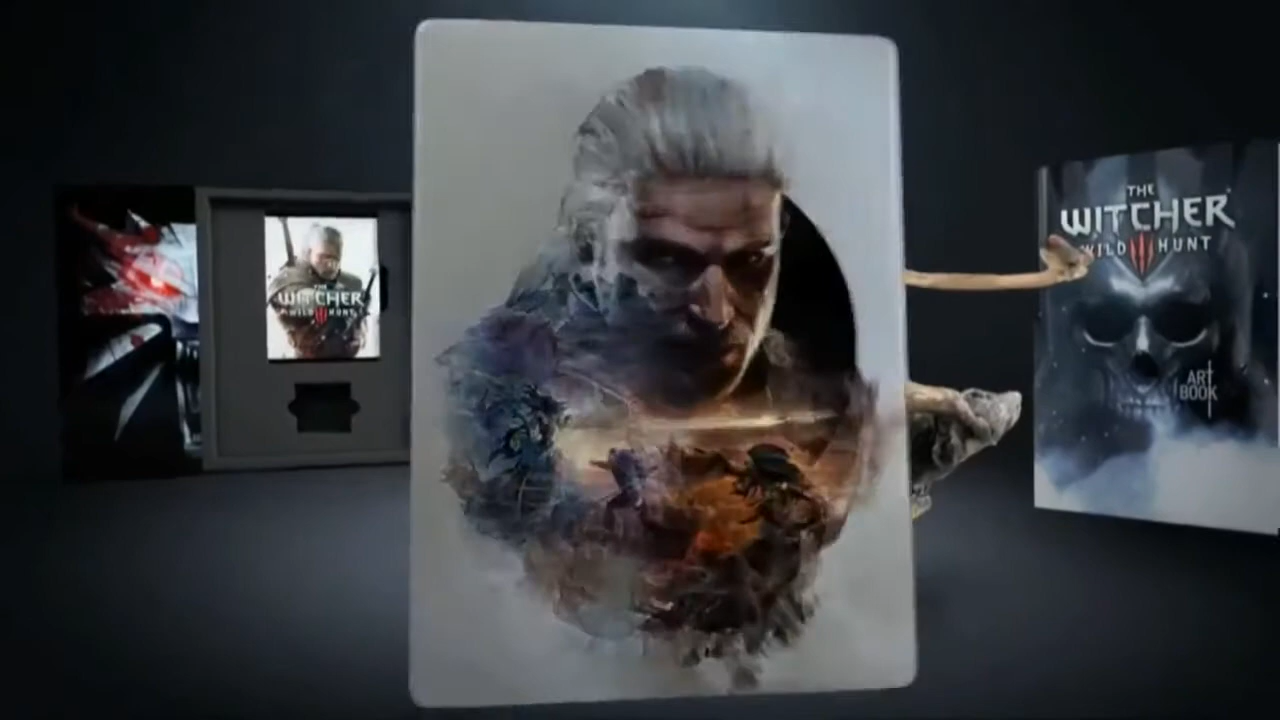 THE
WITCHER
WILD HUNT
THE
WITCHER
WILD HUNT
ART
BOOK